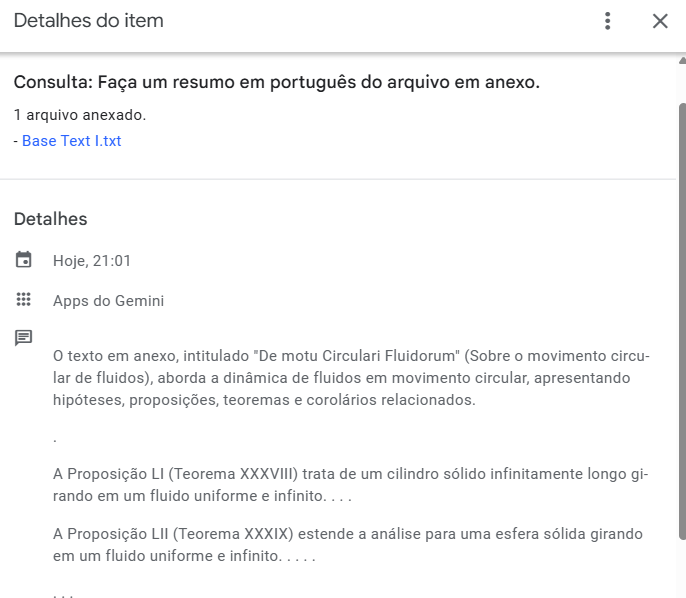 Detalhes do item
Consulta: Faça um resumo em português do arquivo em anexo.
1 arquivo anexado.
- Base Text I.txt
Detalhes
Hoje, 21:01
Apps do Gemini
O texto em anexo, intitulado "De motu Circulari Fluidorum" (Sobre o movimento circu-
lar de fluidos), aborda a dinâmica de fluidos em movimento circular, apresentando
hipóteses, proposições, teoremas e corolários relacionados.
.
A Proposição LI (Teorema XXXVIII) trata de um cilindro sólido infinitamente longo gi-
rando em um fluido uniforme e infinito. . . .
A Proposição LII (Teorema XXXIX) estende a análise para uma esfera sólida girando
em um fluido uniforme e infinito. . . . .
. . .